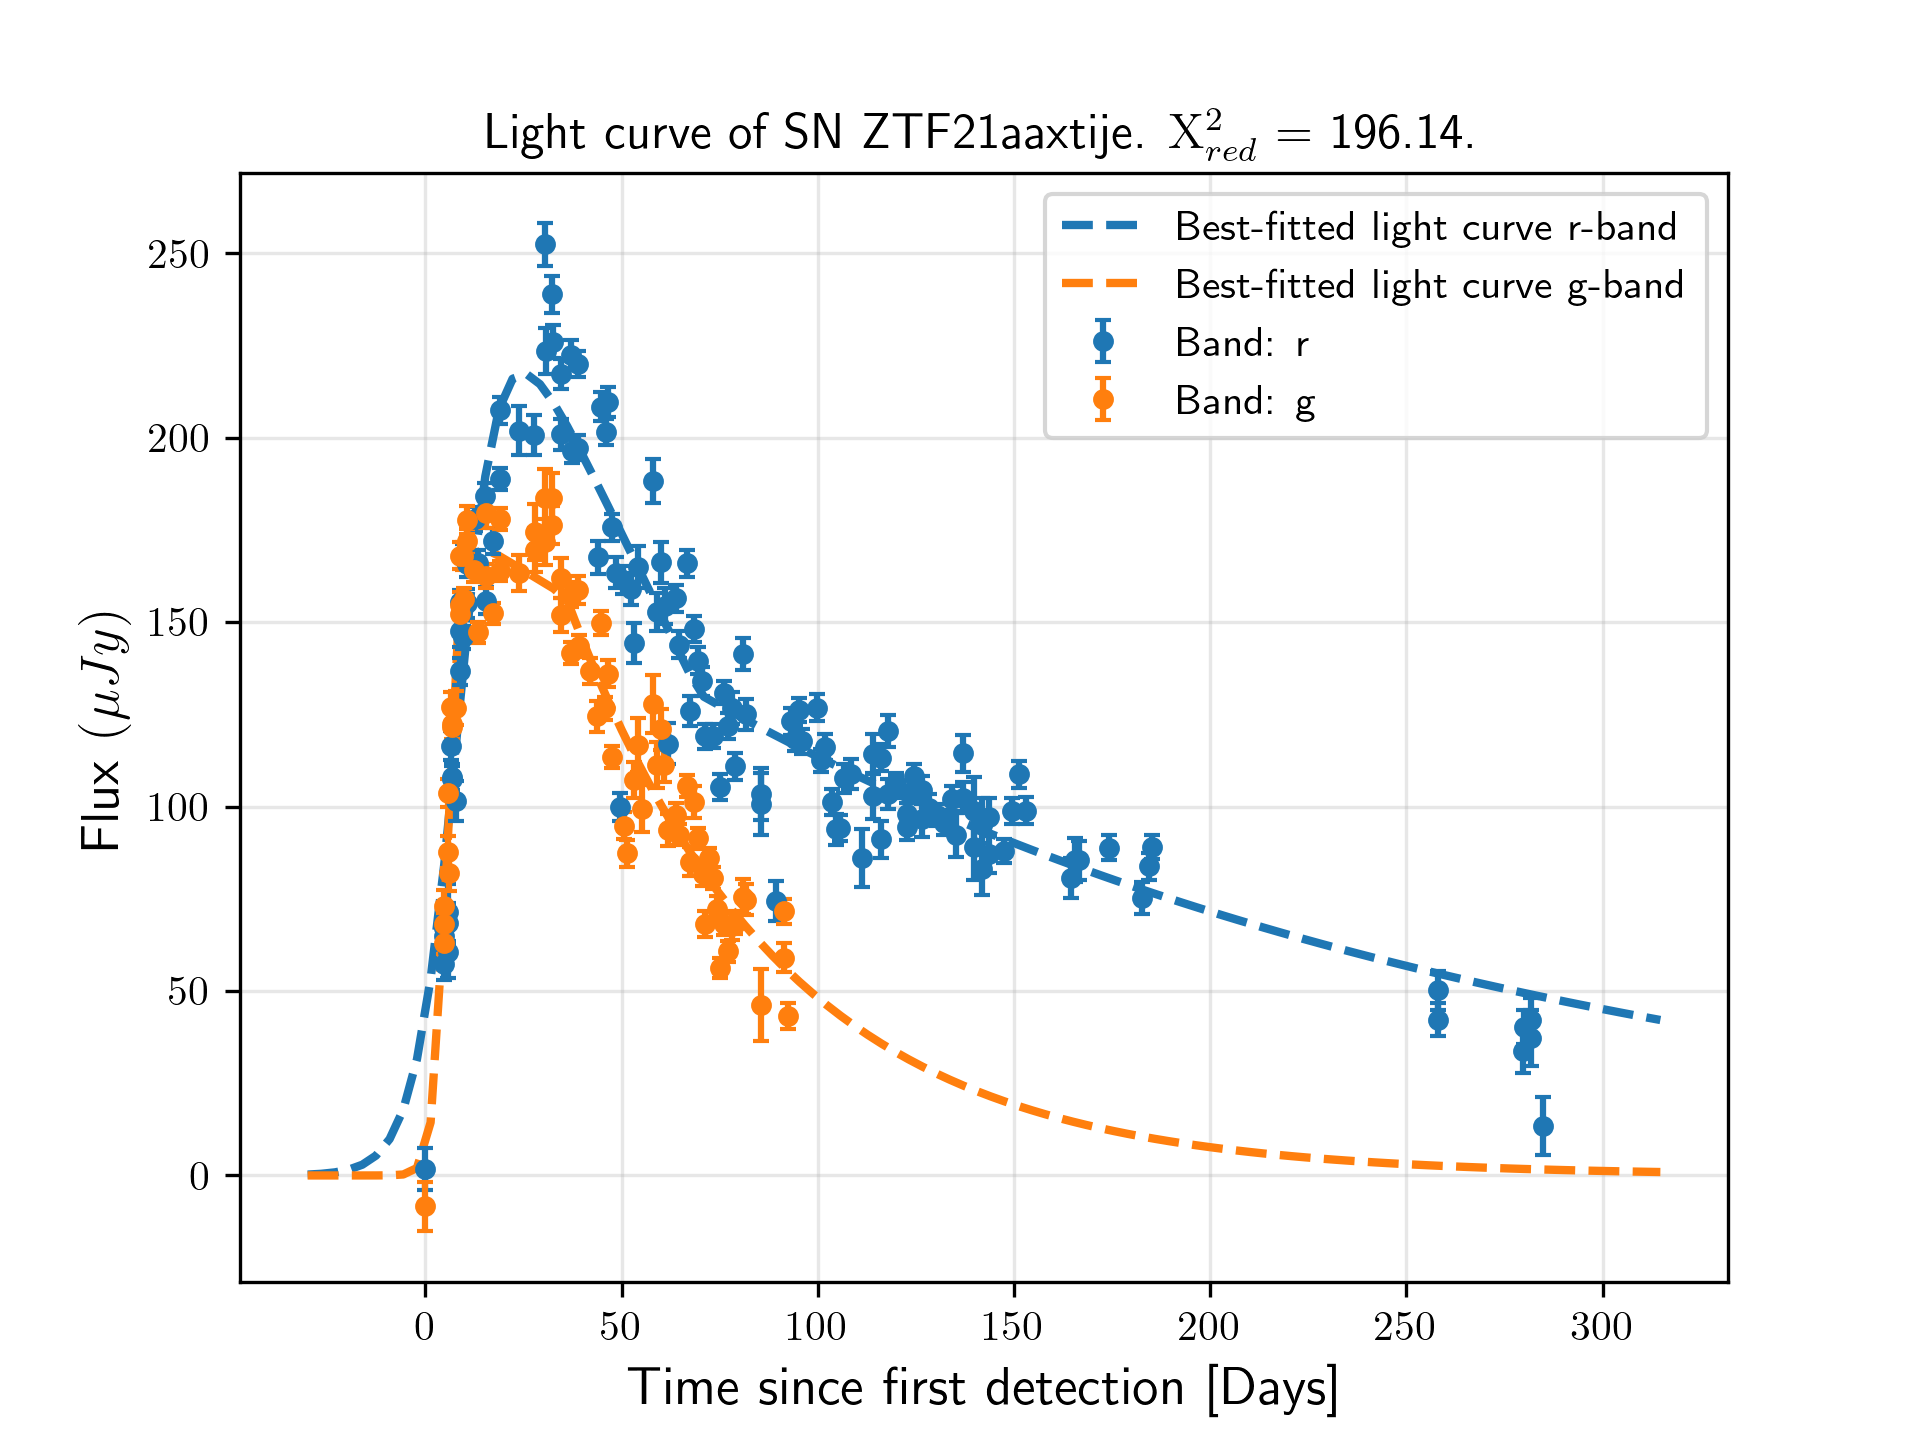 Light curve of SN ZTF21aaxtije. X²_red = 196.14.
Best-fitted light curve r-band
Best-fitted light curve g-band
Band: r
Band: g
Flux (μJy)
250
200
150
100
50
0
0 50 100 150 200 250 300
Time since first detection [Days]